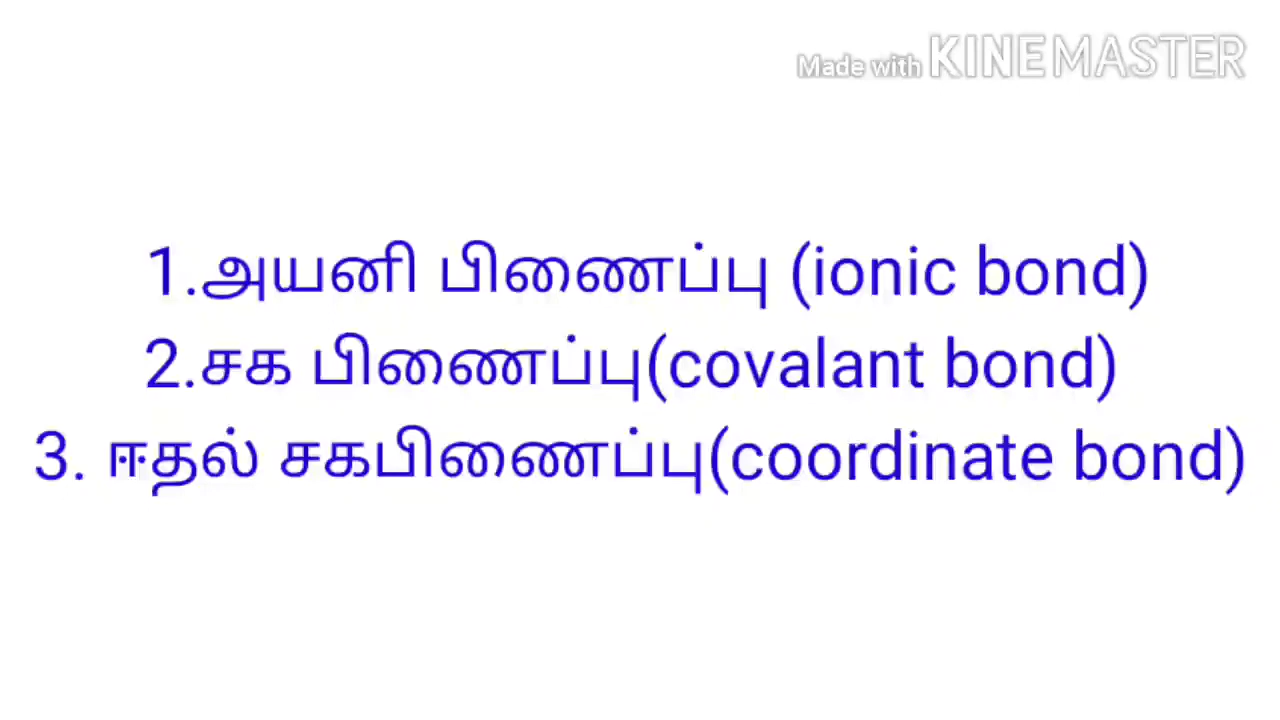 Made with KINEMASTER
1.அயனி பிணைப்பு (ionic bond)
2.சக பிணைப்பு(covalant bond)
3. ஈதல் சகபிணைப்பு(coordinate bond)